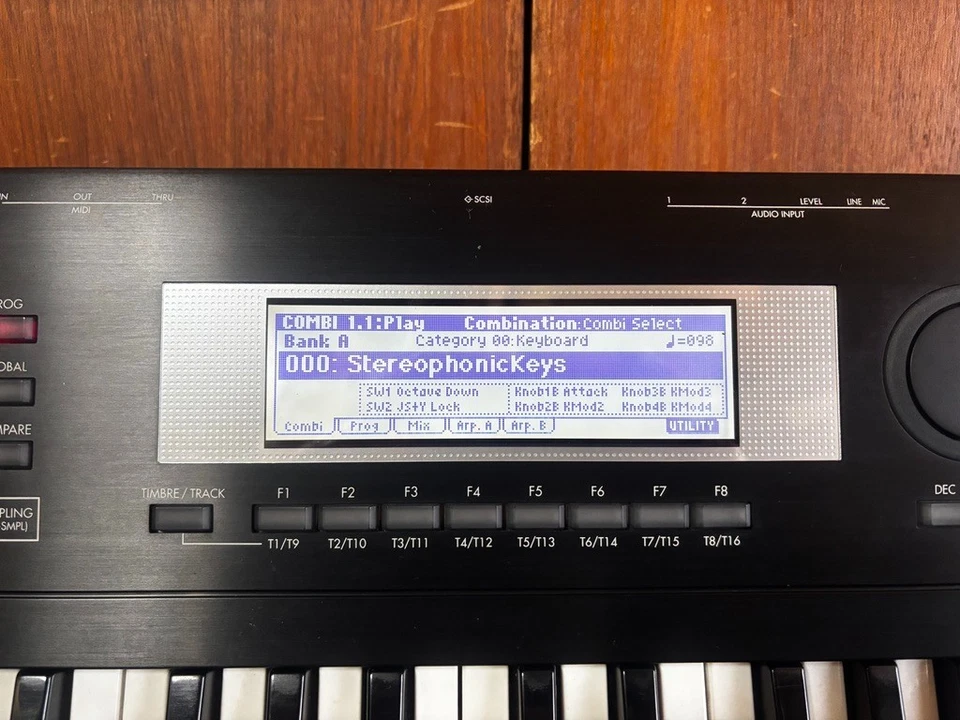 OUT
THRU
MIDI
SCSI
1 2 LEVEL LINE MIC
AUDIO INPUT
COMBI 1.1:Play Combination:Combi Select
Bank A Category 00:Keyboard ♩=098
000: StereophonicKeys
SW1 Octave Down Knob1B Attack Knob3B KMod3
SW2 JS+Y Lock Knob2B KMod2 Knob4B KMod4
Combi Prog Mix Arp. A Arp. B UTILITY
ROG
OBAL
MPARE
PLING
SMPL)
TIMBRE / TRACK F1 F2 F3 F4 F5 F6 F7 F8
DEC
T1/T9 T2/T10 T3/T11 T4/T12 T5/T13 T6/T14 T7/T15 T8/T16